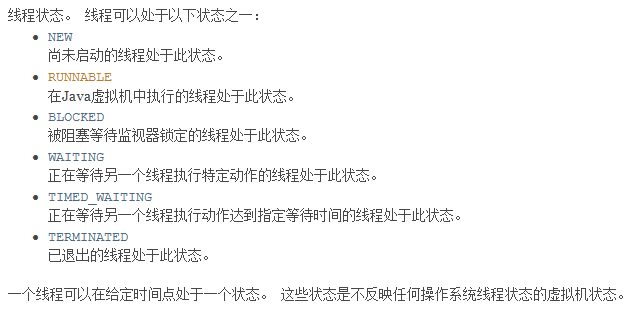 线程状态。 线程可以处于以下状态之一：
• NEW
尚未启动的线程处于此状态。
• RUNNABLE
在Java虚拟机中执行的线程处于此状态。
• BLOCKED
被阻塞等待监视器锁定的线程处于此状态。
• WAITING
正在等待另一个线程执行特定动作的线程处于此状态。
• TIMED_WAITING
正在等待另一个线程执行动作达到指定等待时间的线程处于此状态。
• TERMINATED
已退出的线程处于此状态。
一个线程可以在给定时间点处于一个状态。 这些状态是不反映任何操作系统线程状态的虚拟机状态。